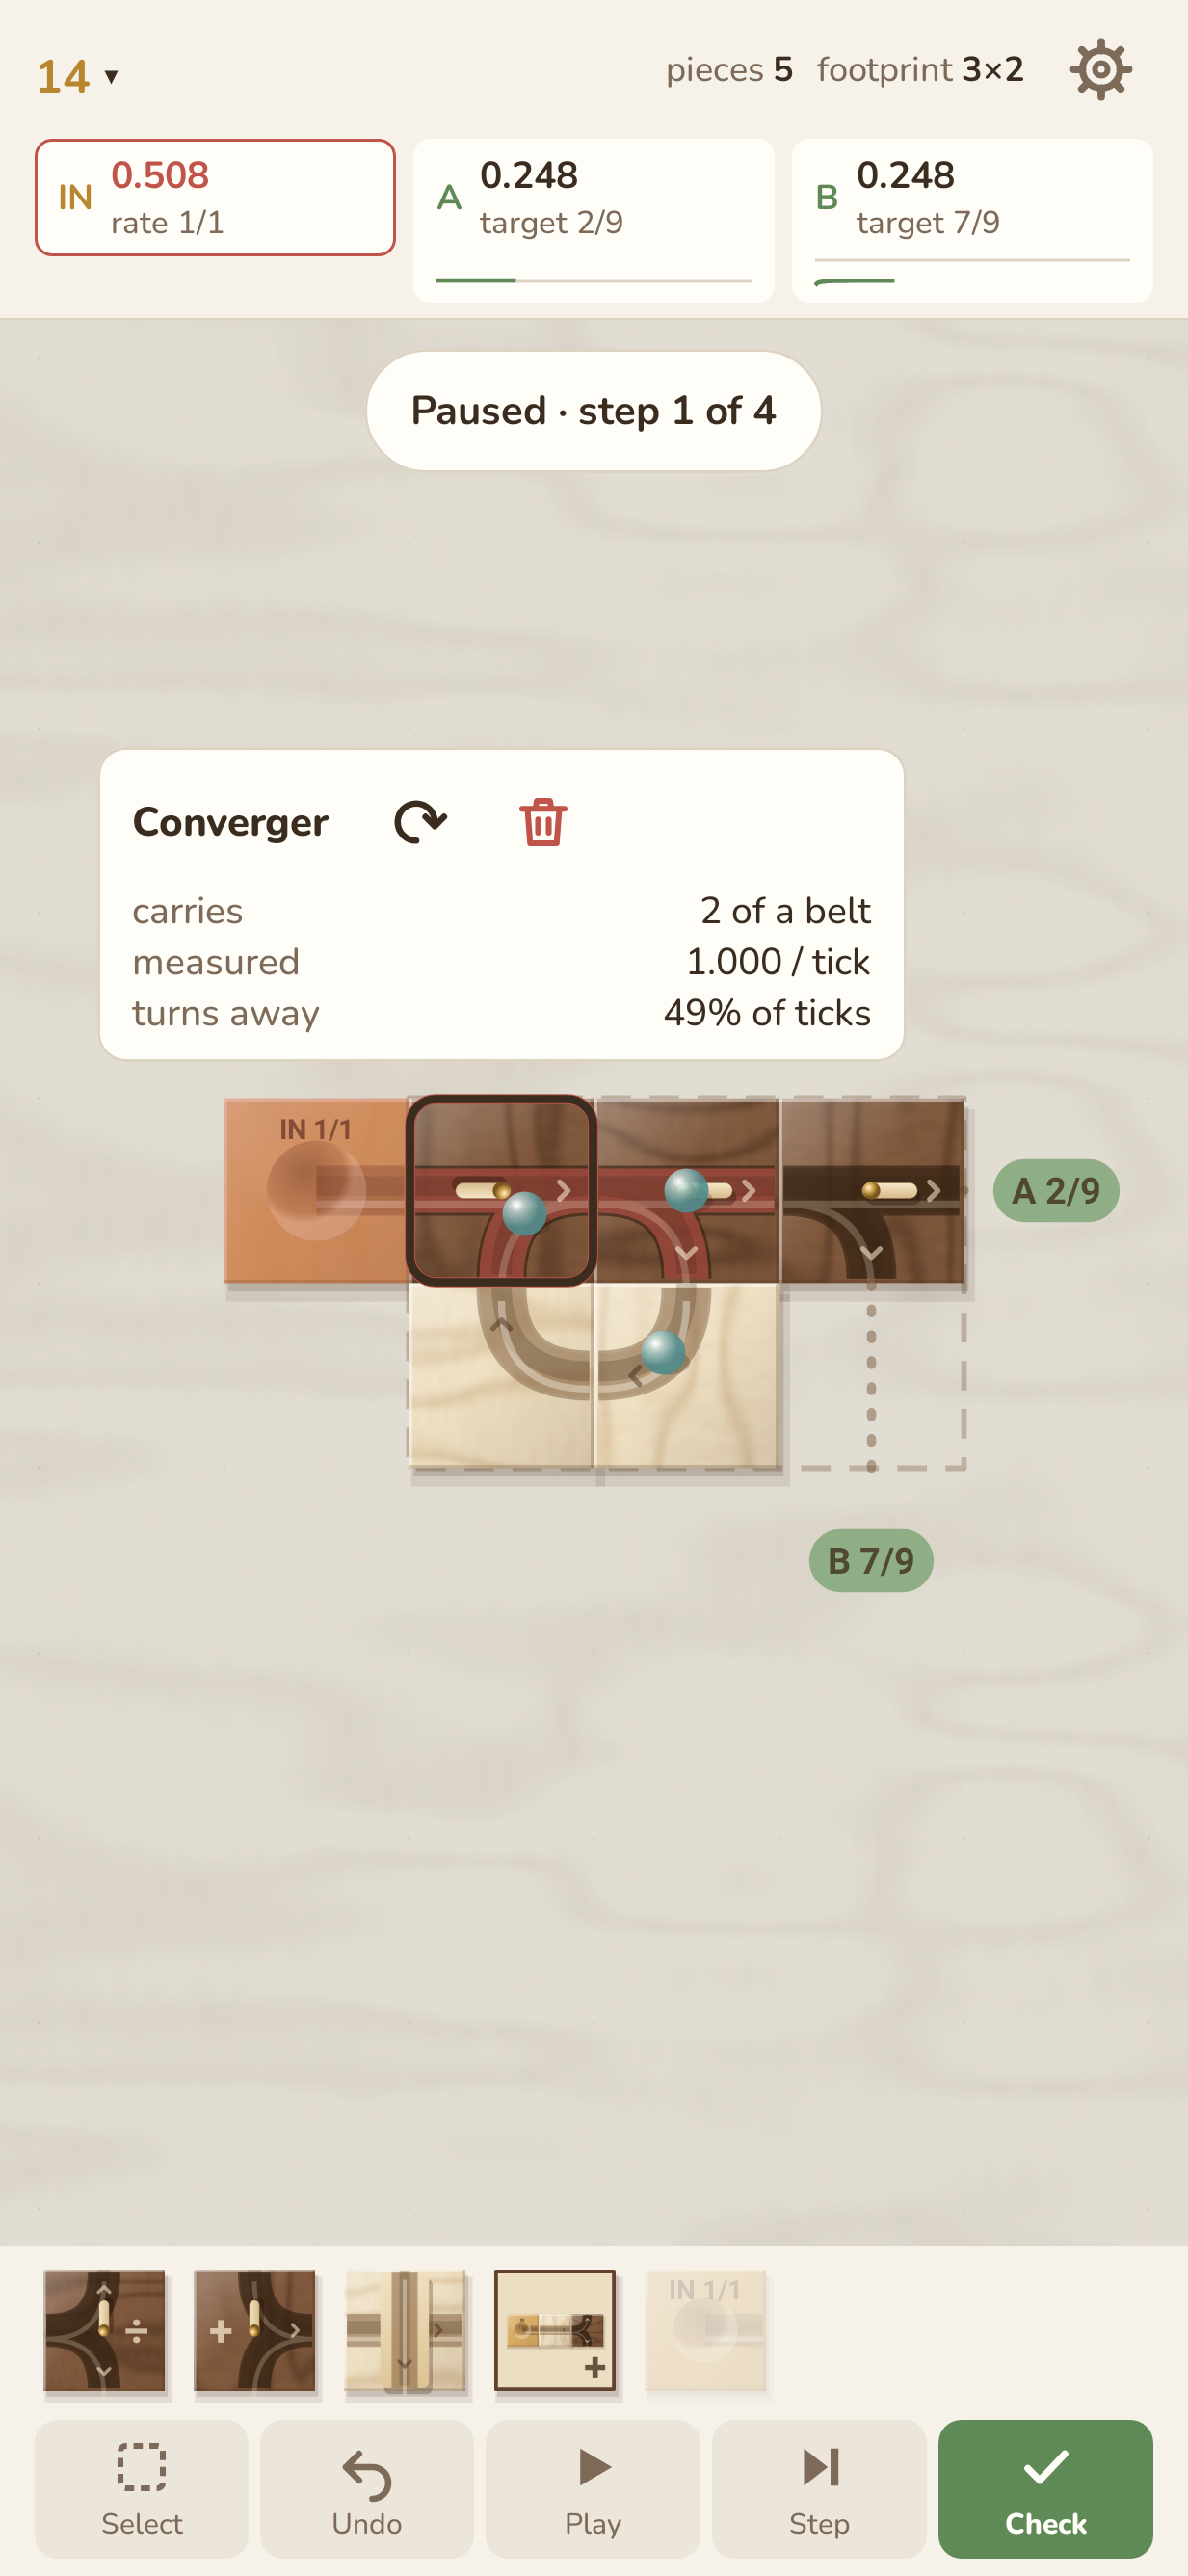 14 ▾
pieces 5 footprint 3×2
IN 0.508
rate 1/1
A 0.248
target 2/9
B 0.248
target 7/9
Paused · step 1 of 4
Converger
carries 2 of a belt
measured 1.000 / tick
turns away 49% of ticks
IN 1/1
A 2/9
B 7/9
÷
+
+
IN 1/1
Select
Undo
Play
Step
Check